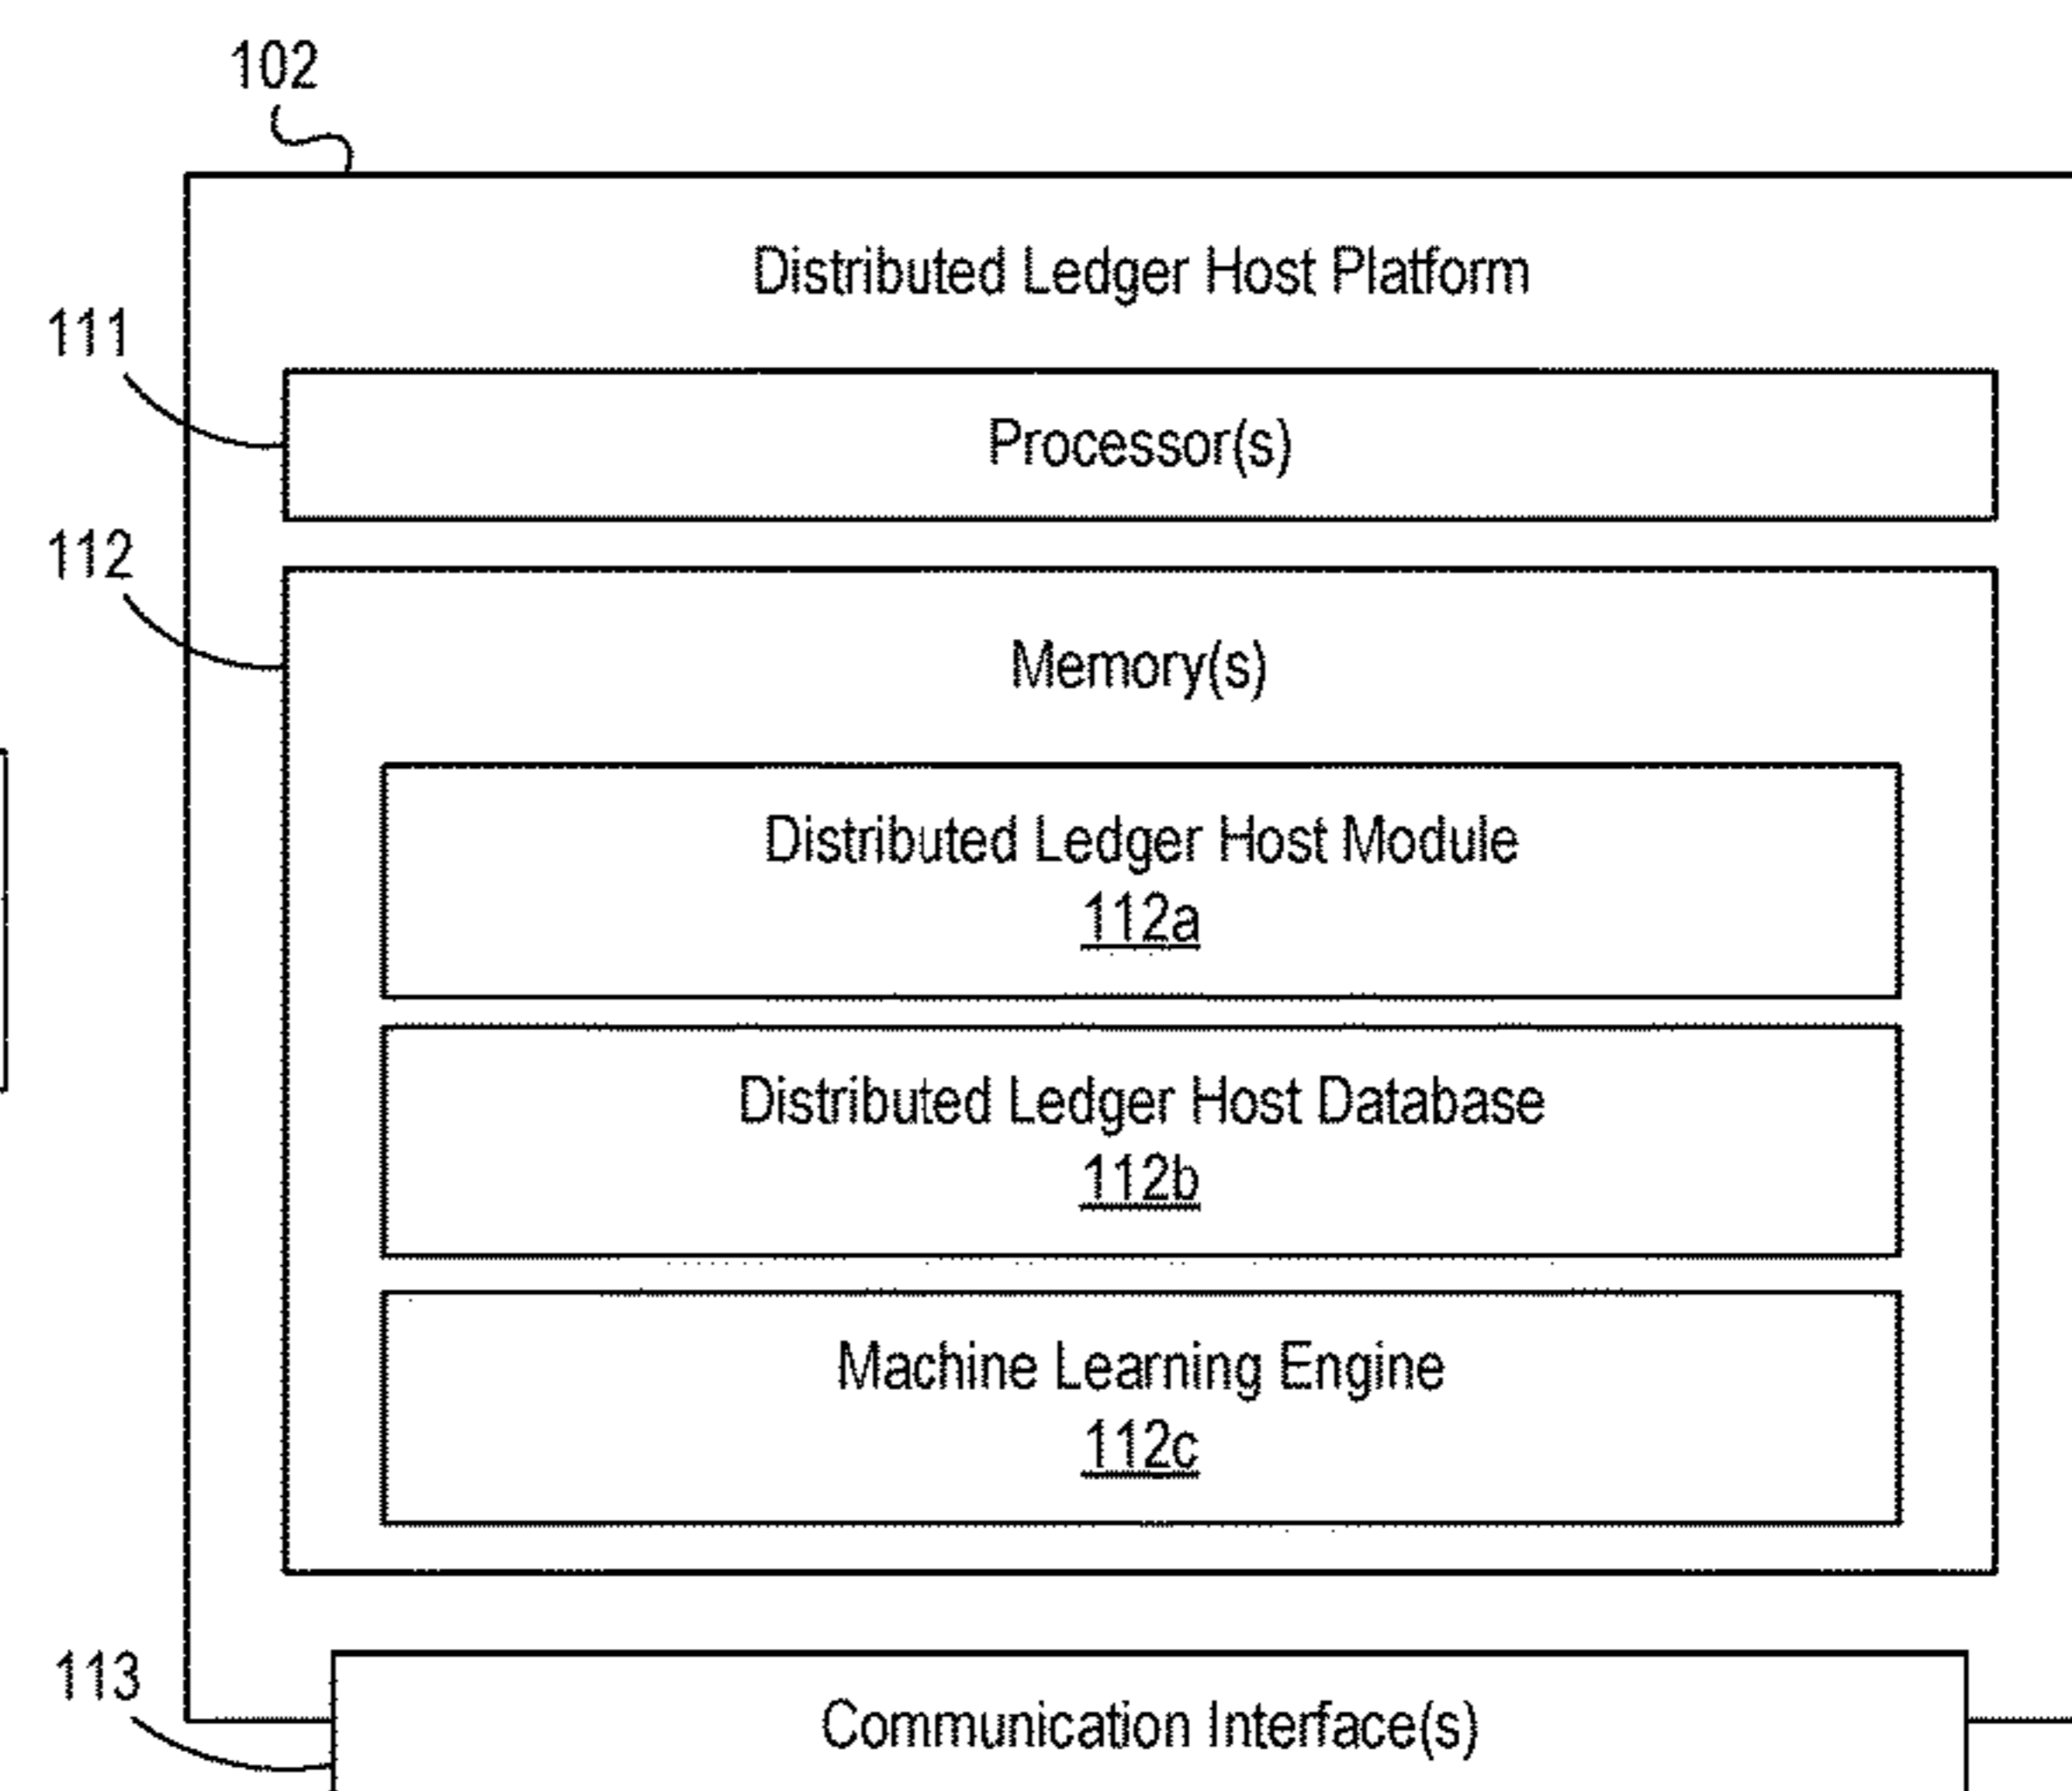 102
Distributed Ledger Host Platform
111
Processor(s)
112
Memory(s)
Distributed Ledger Host Module
112a
Distributed Ledger Host Database
112b
Machine Learning Engine
112c
113
Communication Interface(s)